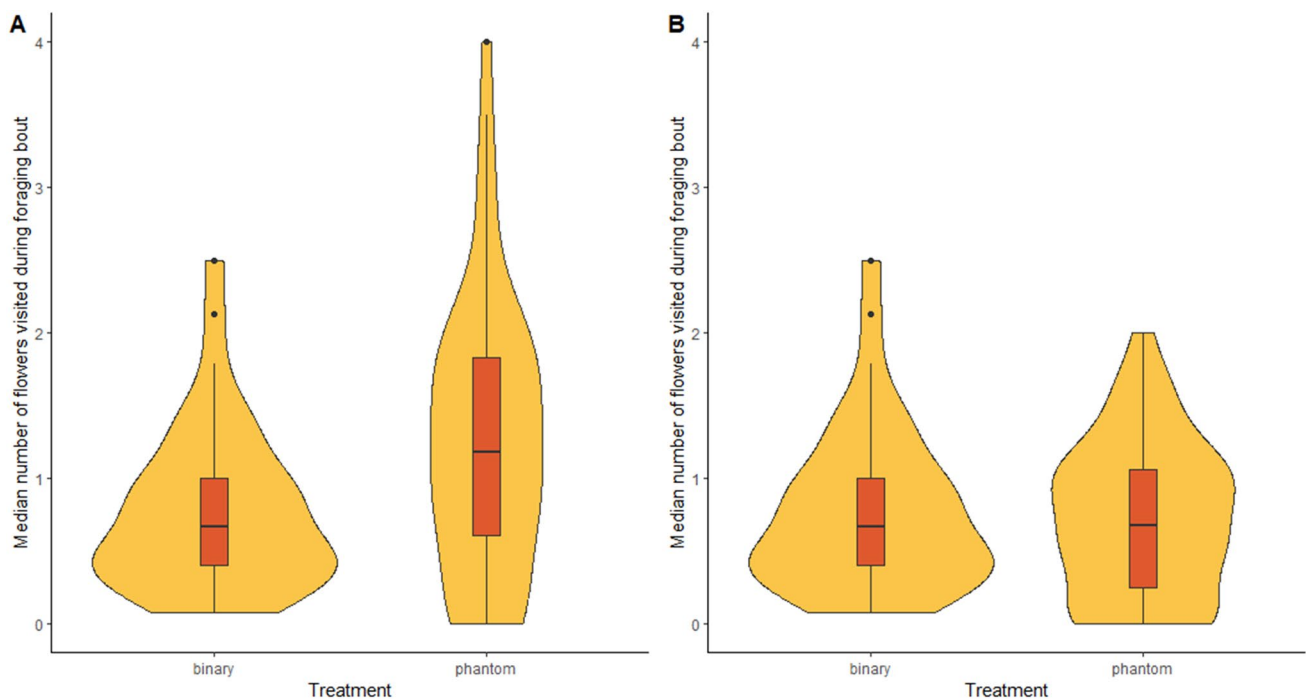 A
Median number of flowers visited during foraging bout
4
3
2
1
0
binary
phantom
Treatment
B
Median number of flowers visited during foraging bout
4
3
2
1
0
binary
phantom
Treatment